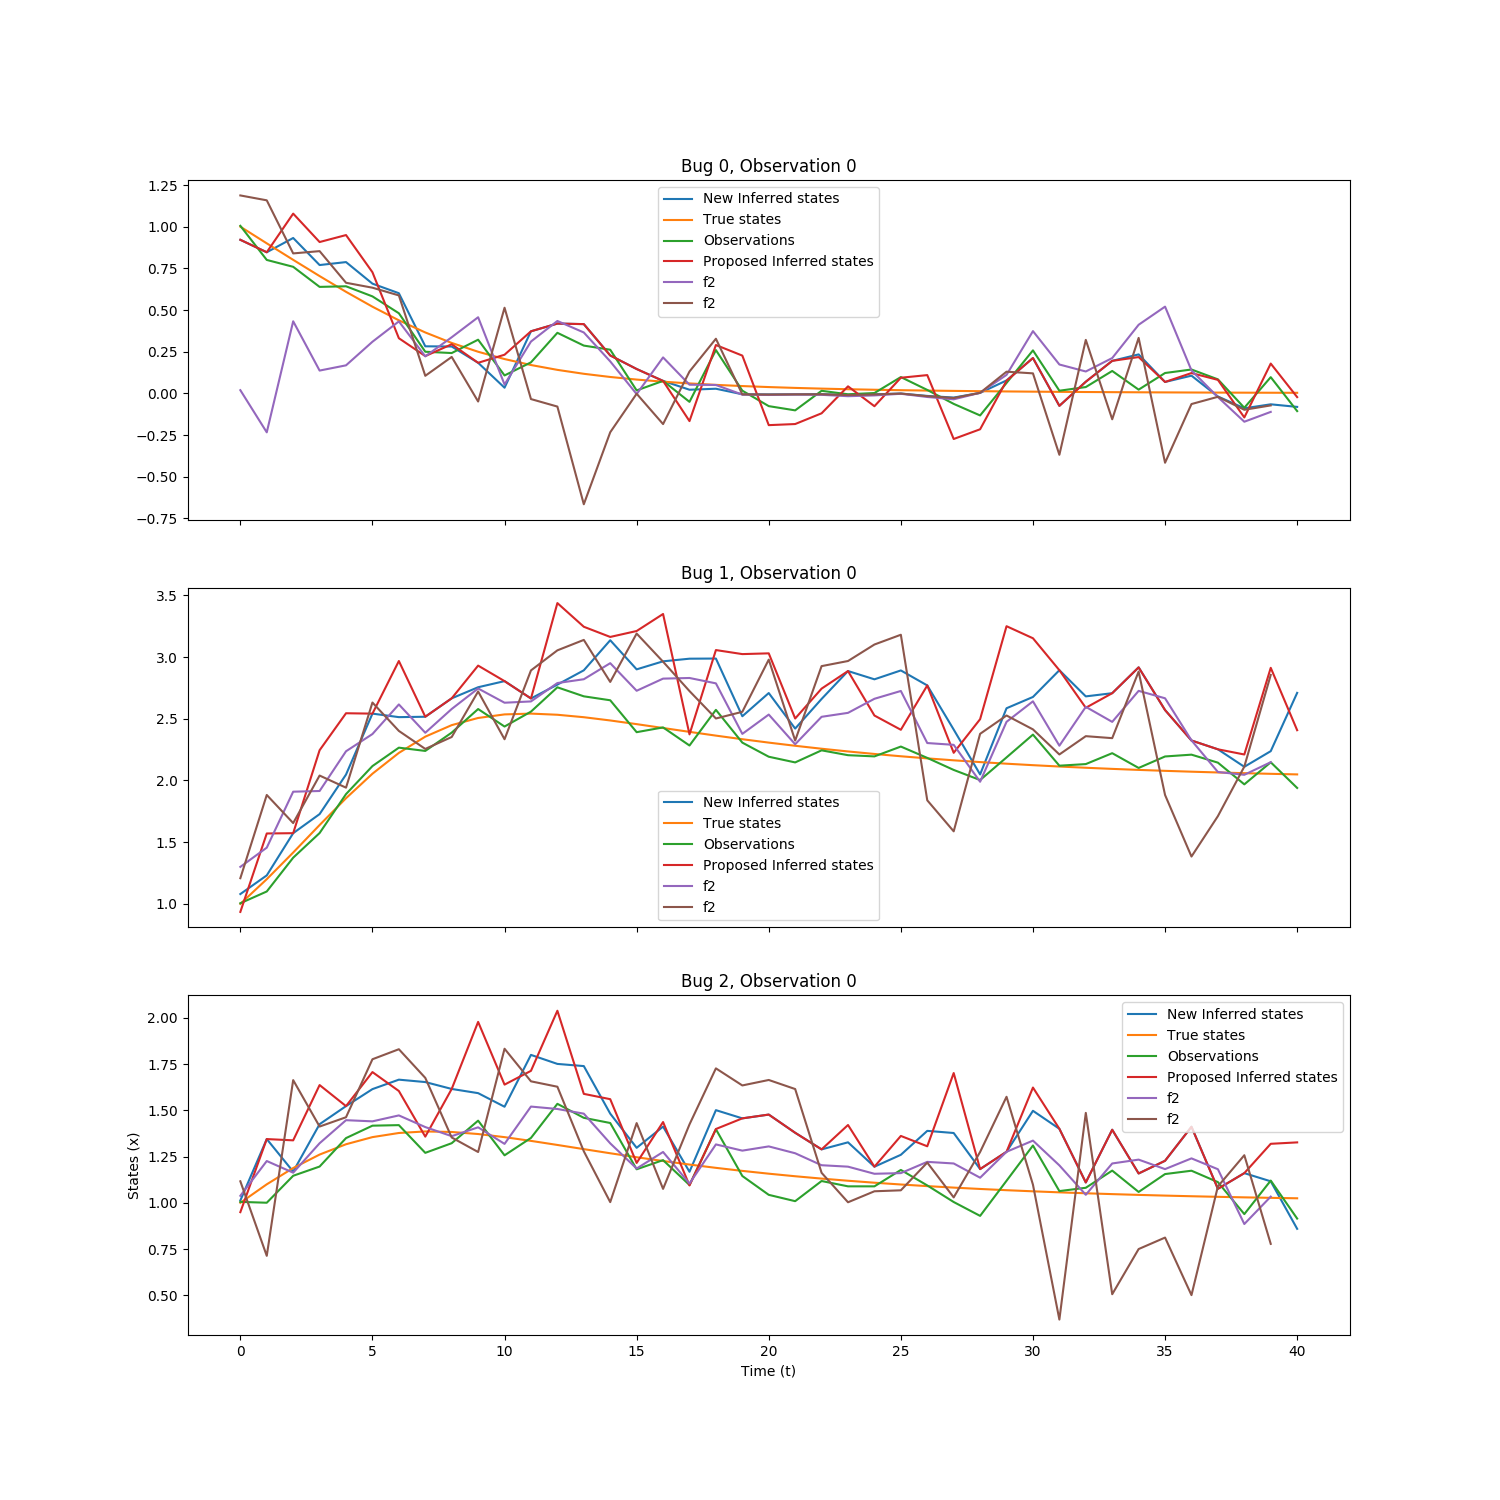 Bug 0, Observation 0
1.25
1.00
0.75
0.50
0.25
0.00
−0.25
−0.50
−0.75
New Inferred states
True states
Observations
Proposed Inferred states
f2
f2
Bug 1, Observation 0
3.5
3.0
2.5
2.0
1.5
1.0
New Inferred states
True states
Observations
Proposed Inferred states
f2
f2
Bug 2, Observation 0
2.00
1.75
1.50
1.25
1.00
0.75
0.50
States (x)
New Inferred states
True states
Observations
Proposed Inferred states
f2
f2
0 5 10 15 20 25 30 35 40
Time (t)